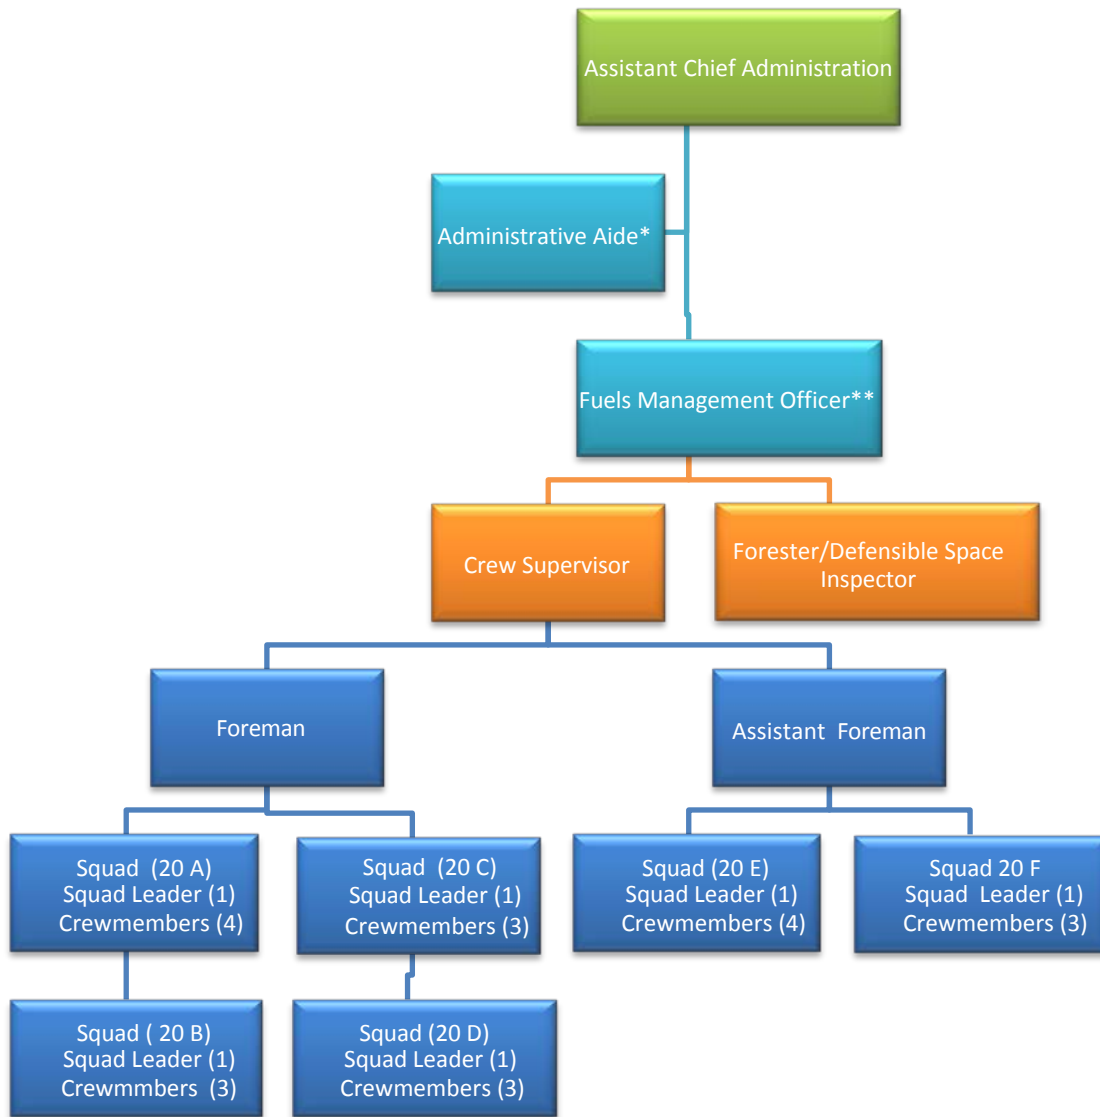 Assistant Chief Administration
Administrative Aide*
Fuels Management Officer**
Crew Supervisor
Forester/Defensible Space
Inspector
Foreman
Assistant  Foreman
Squad  (20 A)
Squad Leader (1)
Crewmembers (4)
Squad  (20 C)
Squad Leader (1)
Crewmembers (3)
Squad (20 E)
Squad Leader (1)
Crewmembers (4)
Squad 20 F
Squad  Leader (1)
Crewmembers (3)
Squad ( 20 B)
Squad Leader (1)
Crewmmbers  (3)
Squad (20 D)
Squad Leader (1)
Crewmembers (3)